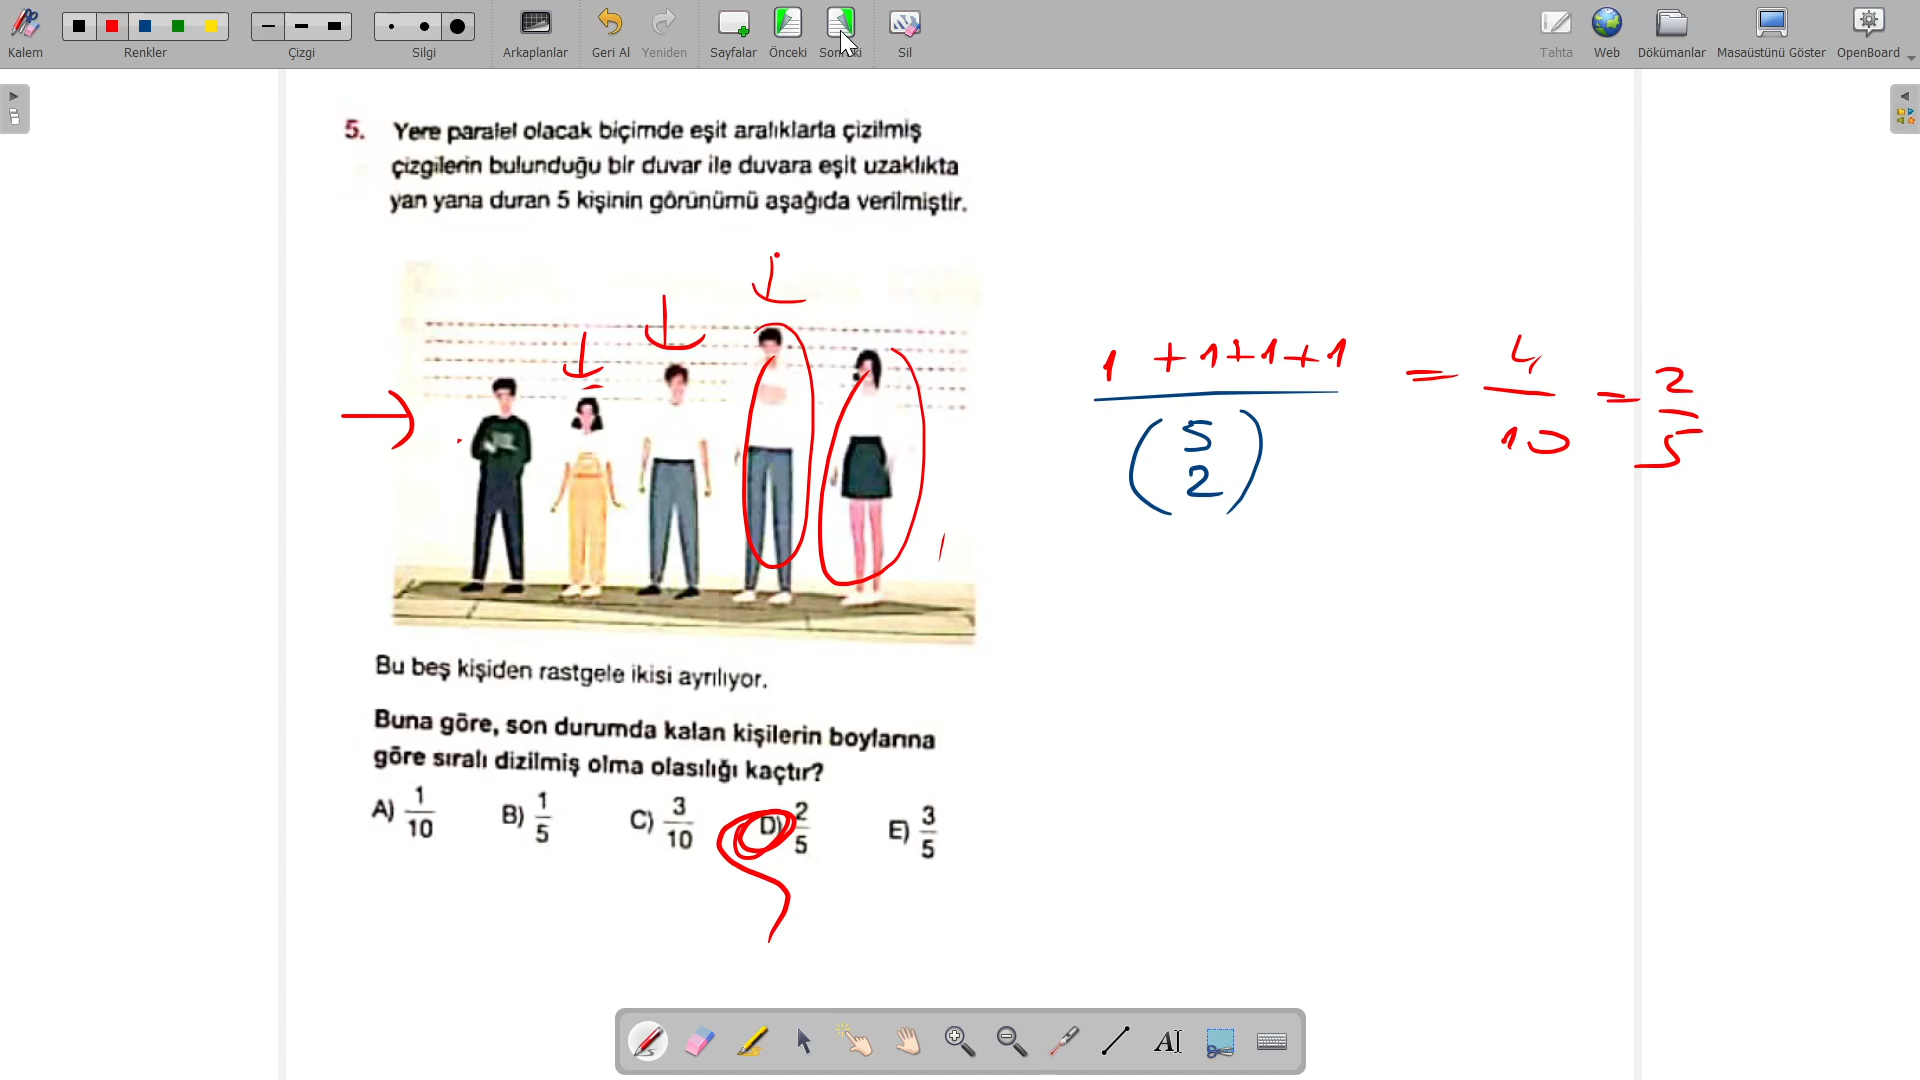 Kalem
Renkler
Çizgi
Silgi
Arkaplanlar
Geri Al
Yeniden
Sayfalar
Önceki
Sonraki
Sil
Tahta
Web
Dökümanlar
Masaüstünü Göster
OpenBoard
5. Yere paralel olacak biçimde eşit aralıklarla çizilmiş
çizgilerin bulunduğu bir duvar ile duvara eşit uzaklıkta
yan yana duran 5 kişinin görünümü aşağıda verilmiştir.
1 + 1 + 1 + 1 / (5 2) = 4/10 = 2/5
Bu beş kişiden rastgele ikisi ayrılıyor.
Buna göre, son durumda kalan kişilerin boylarına
göre sıralı dizilmiş olma olasılığı kaçtır?
A) 1/10 B) 1/5 C) 3/10 D) 2/5 E) 3/5
AI